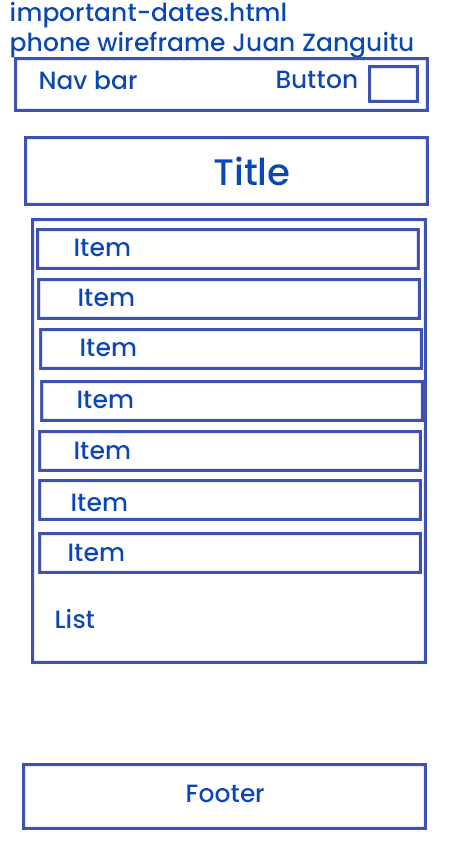 important-dates.html
phone wireframe Juan Zanguitu
Nav bar Button
Title
Item
Item
Item
Item
Item
Item
Item
List
Footer